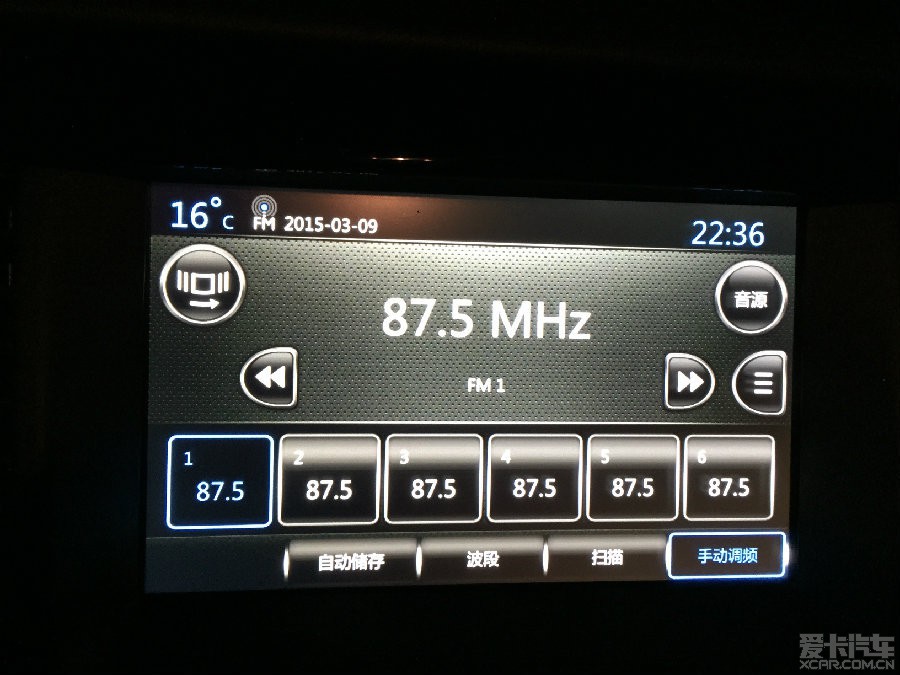 16°C FM 2015-03-09 22:36
音源
87.5 MHz
FM 1
1 2 3 4 5 6
87.5 87.5 87.5 87.5 87.5 87.5
自动储存 波段 扫描 手动调频
爱卡汽车
XCAR.COM.CN